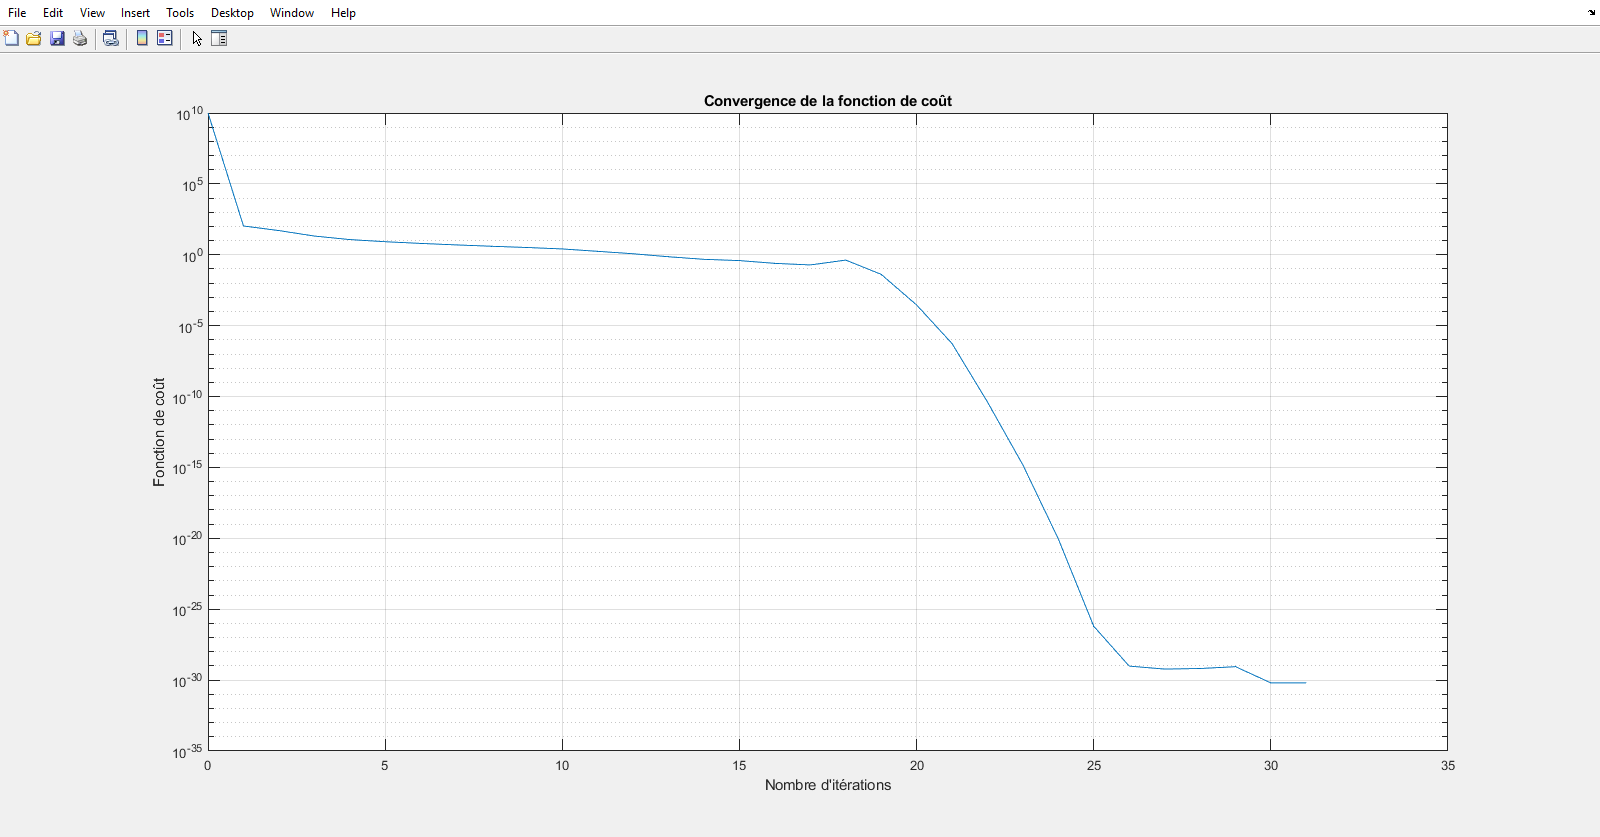 File Edit View Insert Tools Desktop Window Help
Convergence de la fonction de coût
10^10
10^5
10^0
10^-5
10^-10
10^-15
10^-20
10^-25
10^-30
10^-35
Fonction de coût
0 5 10 15 20 25 30 35
Nombre d'itérations